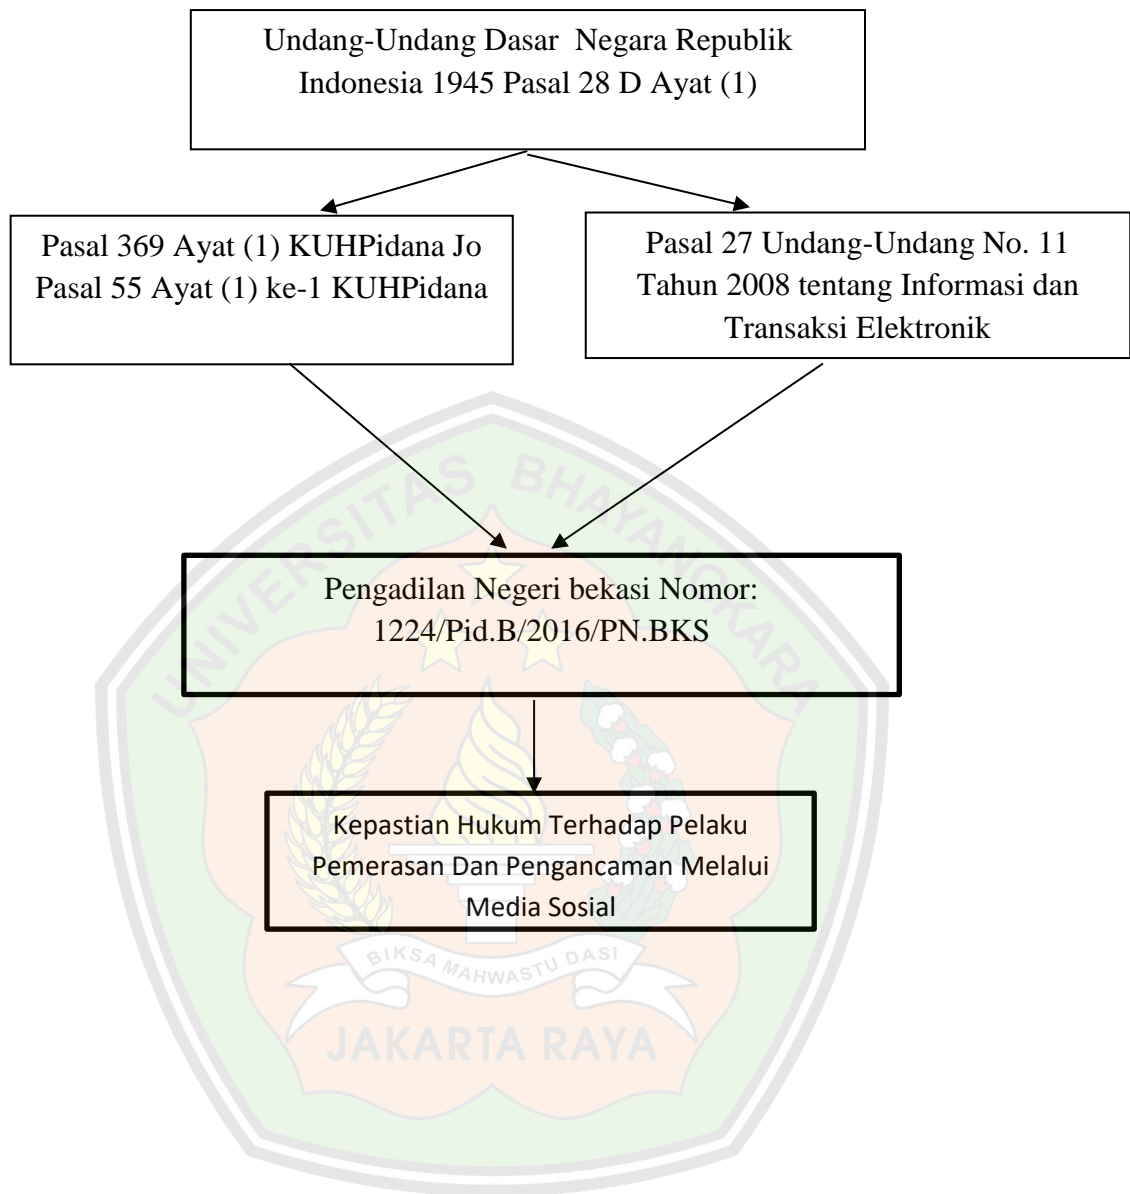 Undang-Undang Dasar Negara Republik
Indonesia 1945 Pasal 28 D Ayat (1)
Pasal 369 Ayat (1) KUHPidana Jo
Pasal 55 Ayat (1) ke-1 KUHPidana
Pasal 27 Undang-Undang No. 11
Tahun 2008 tentang Informasi dan
Transaksi Elektronik
UNIVERSITAS BHAYANGKARA
Pengadilan Negeri bekasi Nomor:
1224/Pid.B/2016/PN.BKS
Kepastian Hukum Terhadap Pelaku
Pemerasan Dan Pengancaman Melalui
Media Sosial
BIKSA MAHWASTU DASI
JAKARTA RAYA